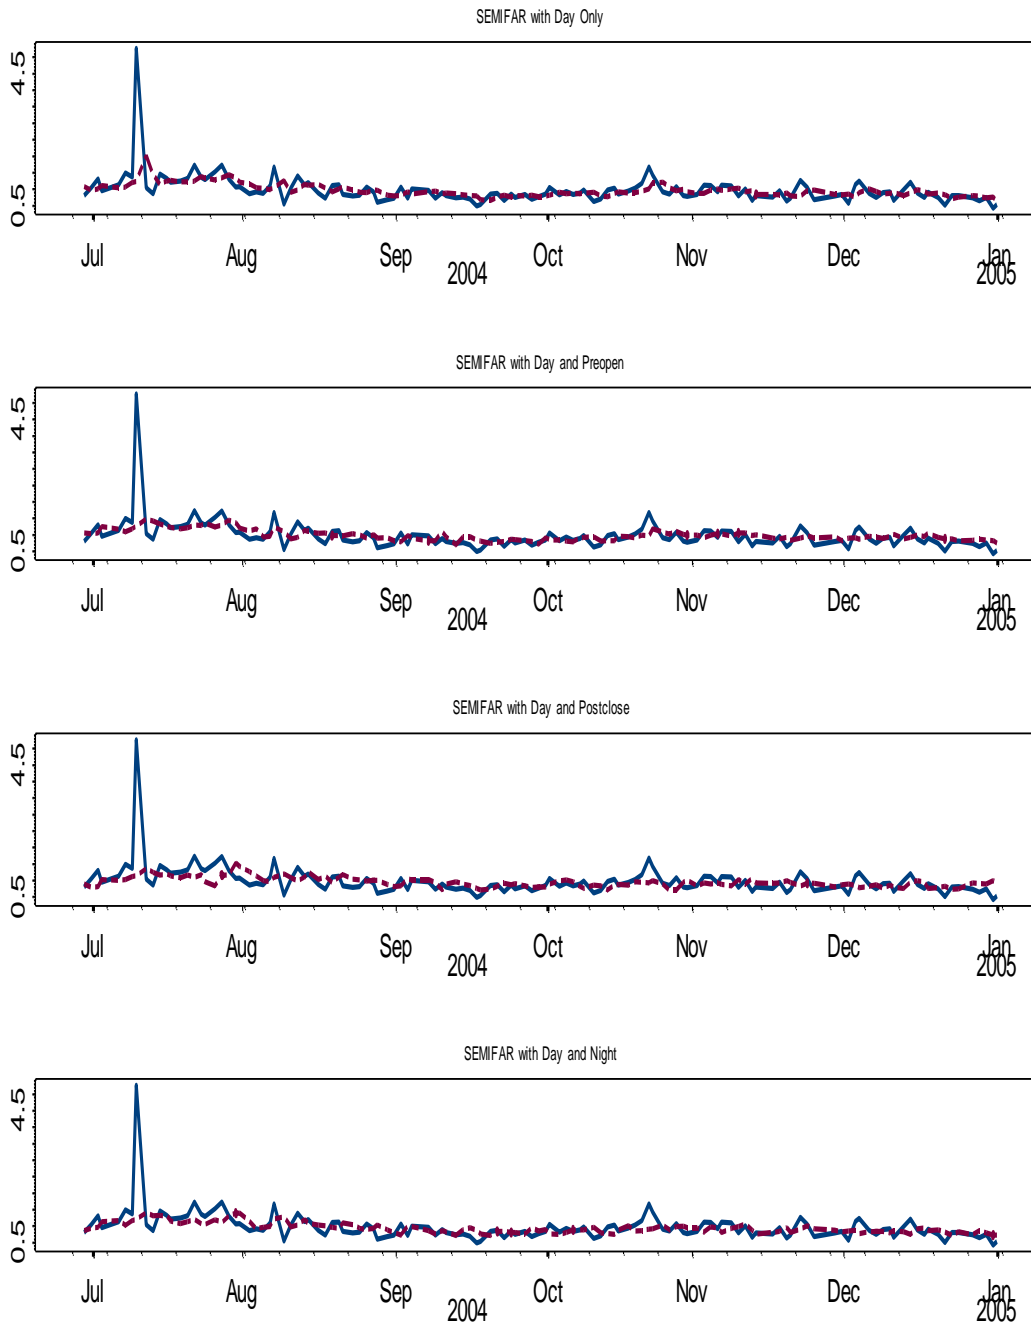 SEMIFAR with Day Only
4.5
0.5
Jul Aug Sep Oct Nov Dec Jan
2004 2005
SEMIFAR with Day and Preopen
4.5
0.5
Jul Aug Sep Oct Nov Dec Jan
2004 2005
SEMIFAR with Day and Postclose
4.5
0.5
Jul Aug Sep Oct Nov Dec Jan
2004 2005
SEMIFAR with Day and Night
4.5
0.5
Jul Aug Sep Oct Nov Dec Jan
2004 2005